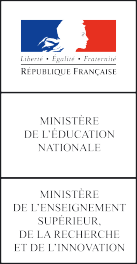 Liberté • Égalité • Fraternité
RÉPUBLIQUE FRANÇAISE
MINISTÈRE
DE L'ÉDUCATION
NATIONALE
MINISTÈRE
DE L'ENSEIGNEMENT
SUPÉRIEUR,
DE LA RECHERCHE
ET DE L'INNOVATION